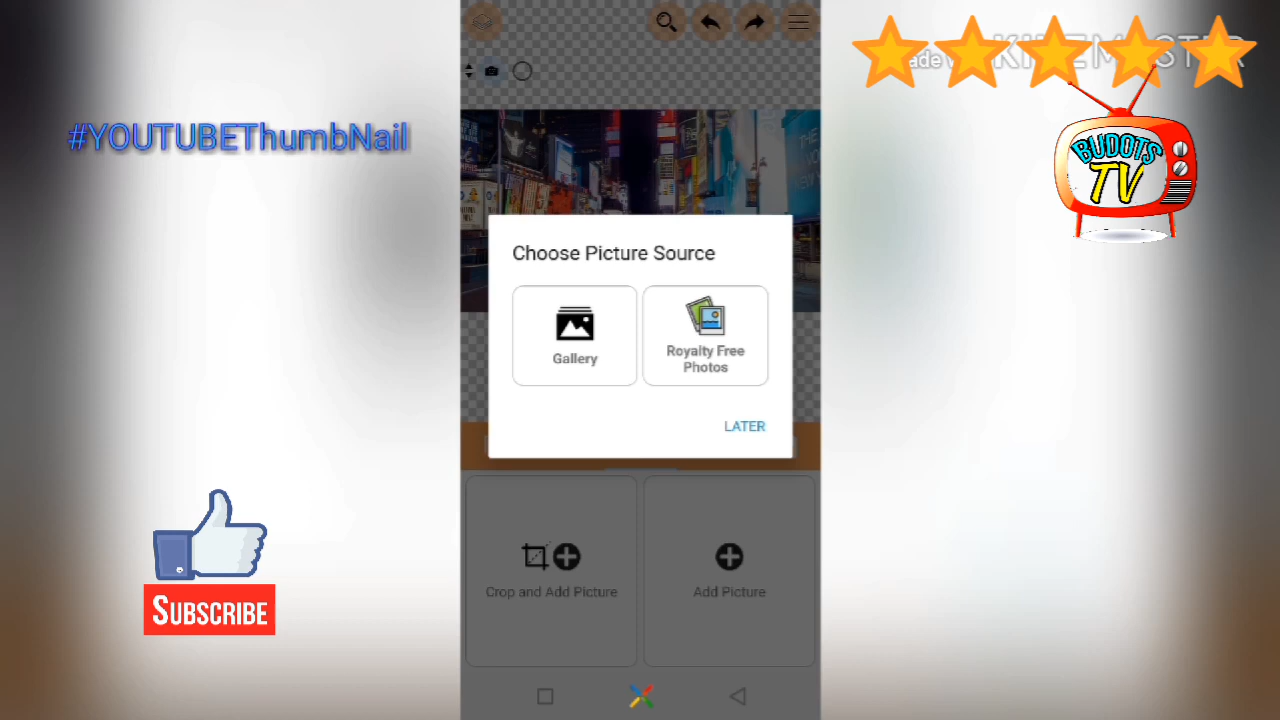 #YOUTUBEThumbNail
BUDOTS
TV
Choose Picture Source
Gallery
Royalty Free
Photos
LATER
Crop and Add Picture
Add Picture
SUBSCRIBE